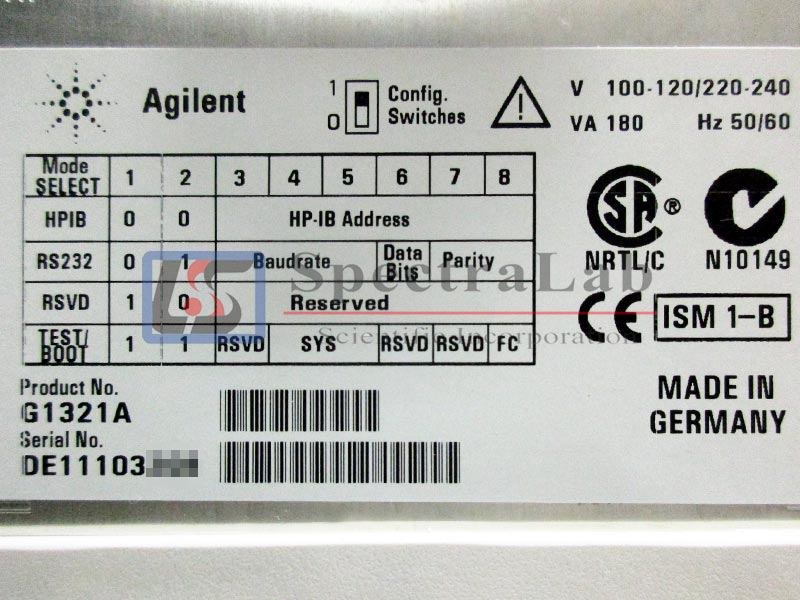 Agilent
1
0
Config.
Switches
V 100-120/220-240
VA 180 Hz 50/60
Mode SELECT 1 2 3 4 5 6 7 8
HPIB 0 0 HP-IB Address
RS232 0 1 Baudrate Data Bits Parity
RSVD 1 0 Reserved
TEST/BOOT 1 1 RSVD SYS RSVD RSVD FC
NRTL/C
N10149
CE
ISM 1-B
Product No.
G1321A
Serial No.
DE11103
MADE IN
GERMANY
SA ®
SpectraLab
Scientific Incorporation